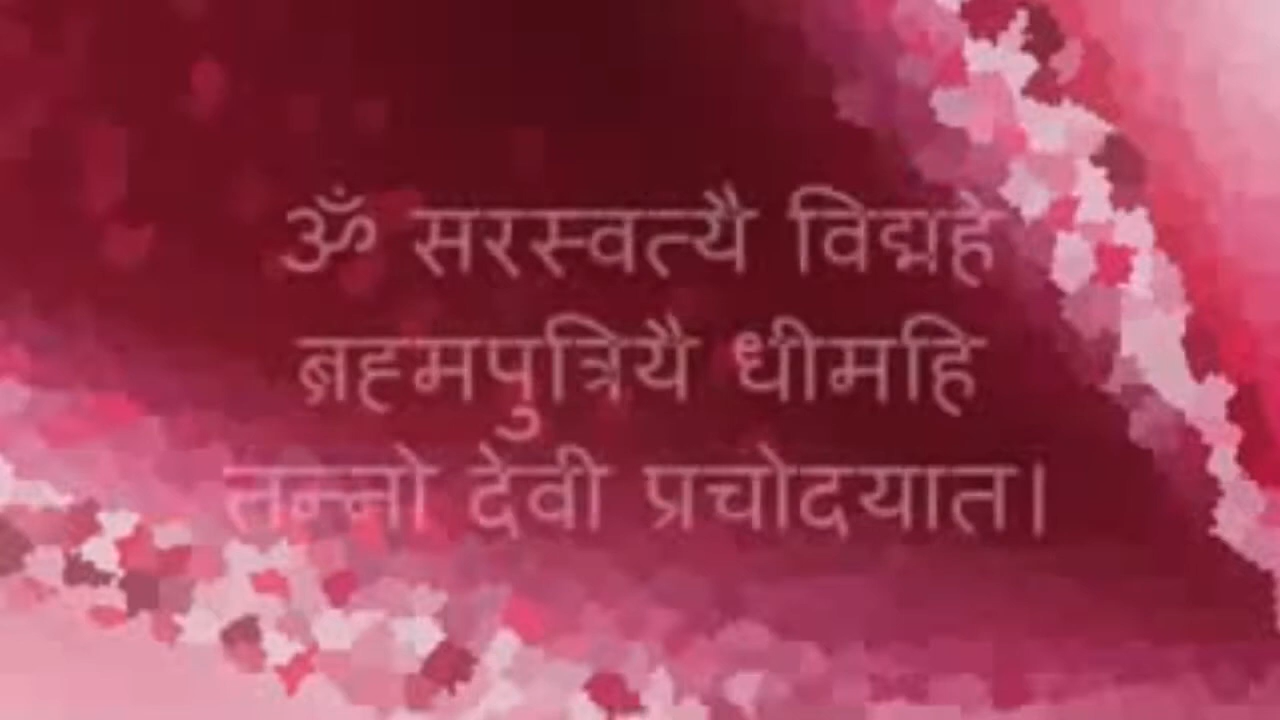 ॐ सरस्वत्यै विद्महे
ब्रह्मपुत्रियै धीमहि
तन्नो देवी प्रचोदयात।